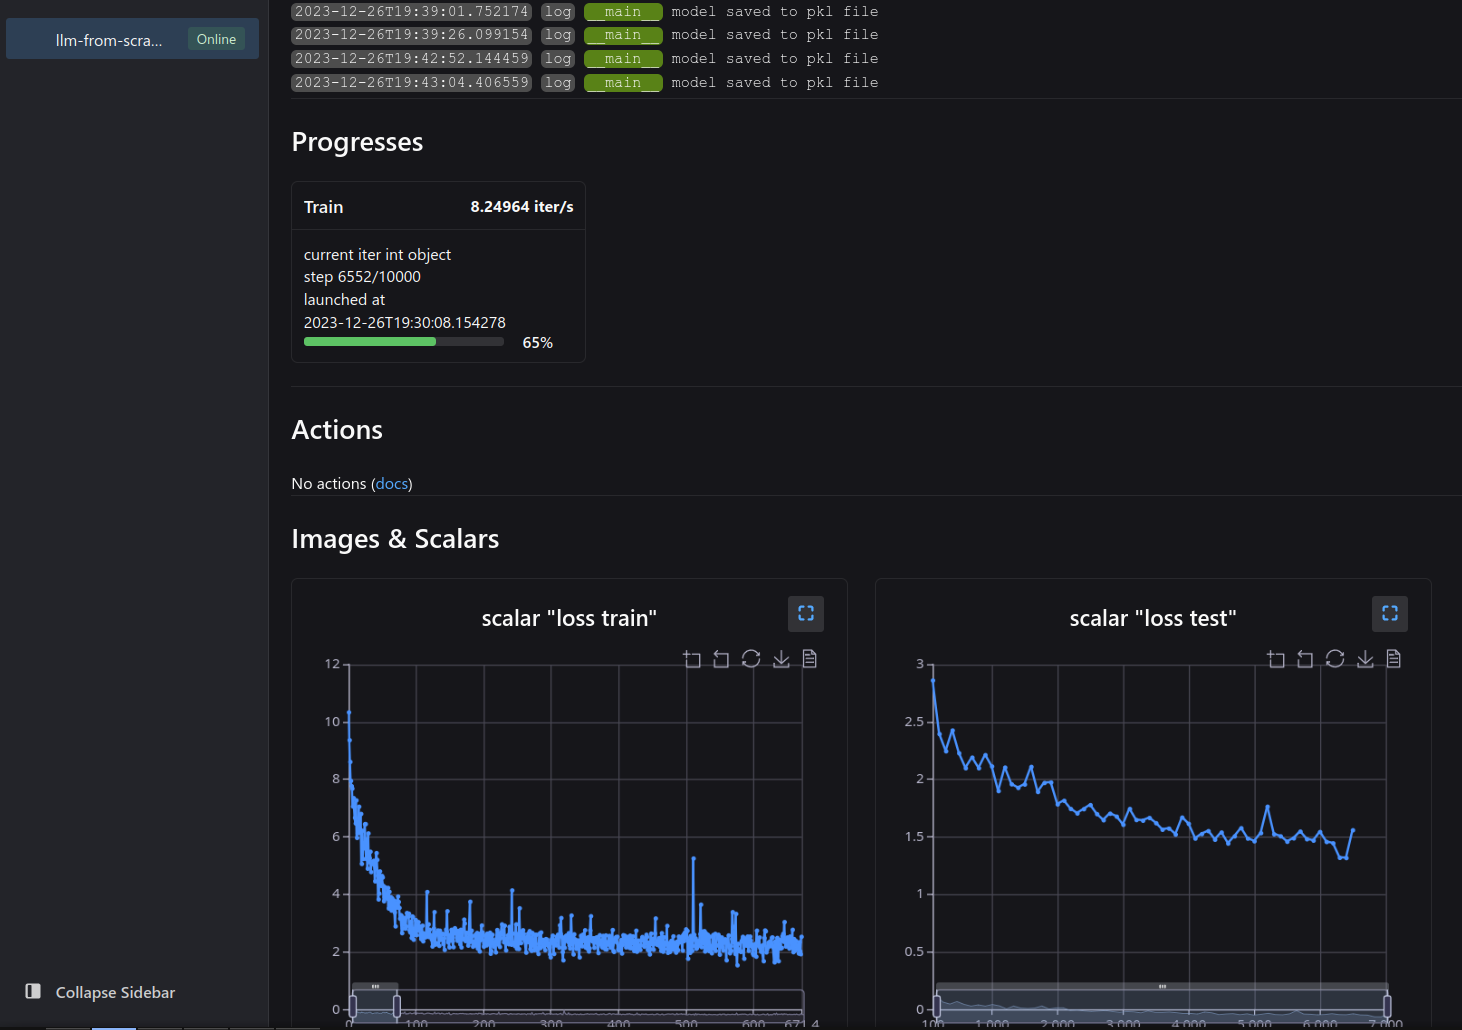 llm-from-scra...
Online
2023-12-26T19:39:01.752174 log __main__ model saved to pkl file
2023-12-26T19:39:26.099154 log __main__ model saved to pkl file
2023-12-26T19:42:52.144459 log __main__ model saved to pkl file
2023-12-26T19:43:04.406559 log __main__ model saved to pkl file
Progresses
Train 8.24964 iter/s
current iter int object
step 6552/10000
launched at
2023-12-26T19:30:08.154278
65%
Actions
No actions (docs)
Images & Scalars
scalar "loss train"
12
10
8
6
4
2
0
0 100 200 300 400 500 600 671.4
scalar "loss test"
3
2.5
2
1.5
1
0.5
0
100 1,000 2,000 3,000 4,000 5,000 6,000 7,000
Collapse Sidebar